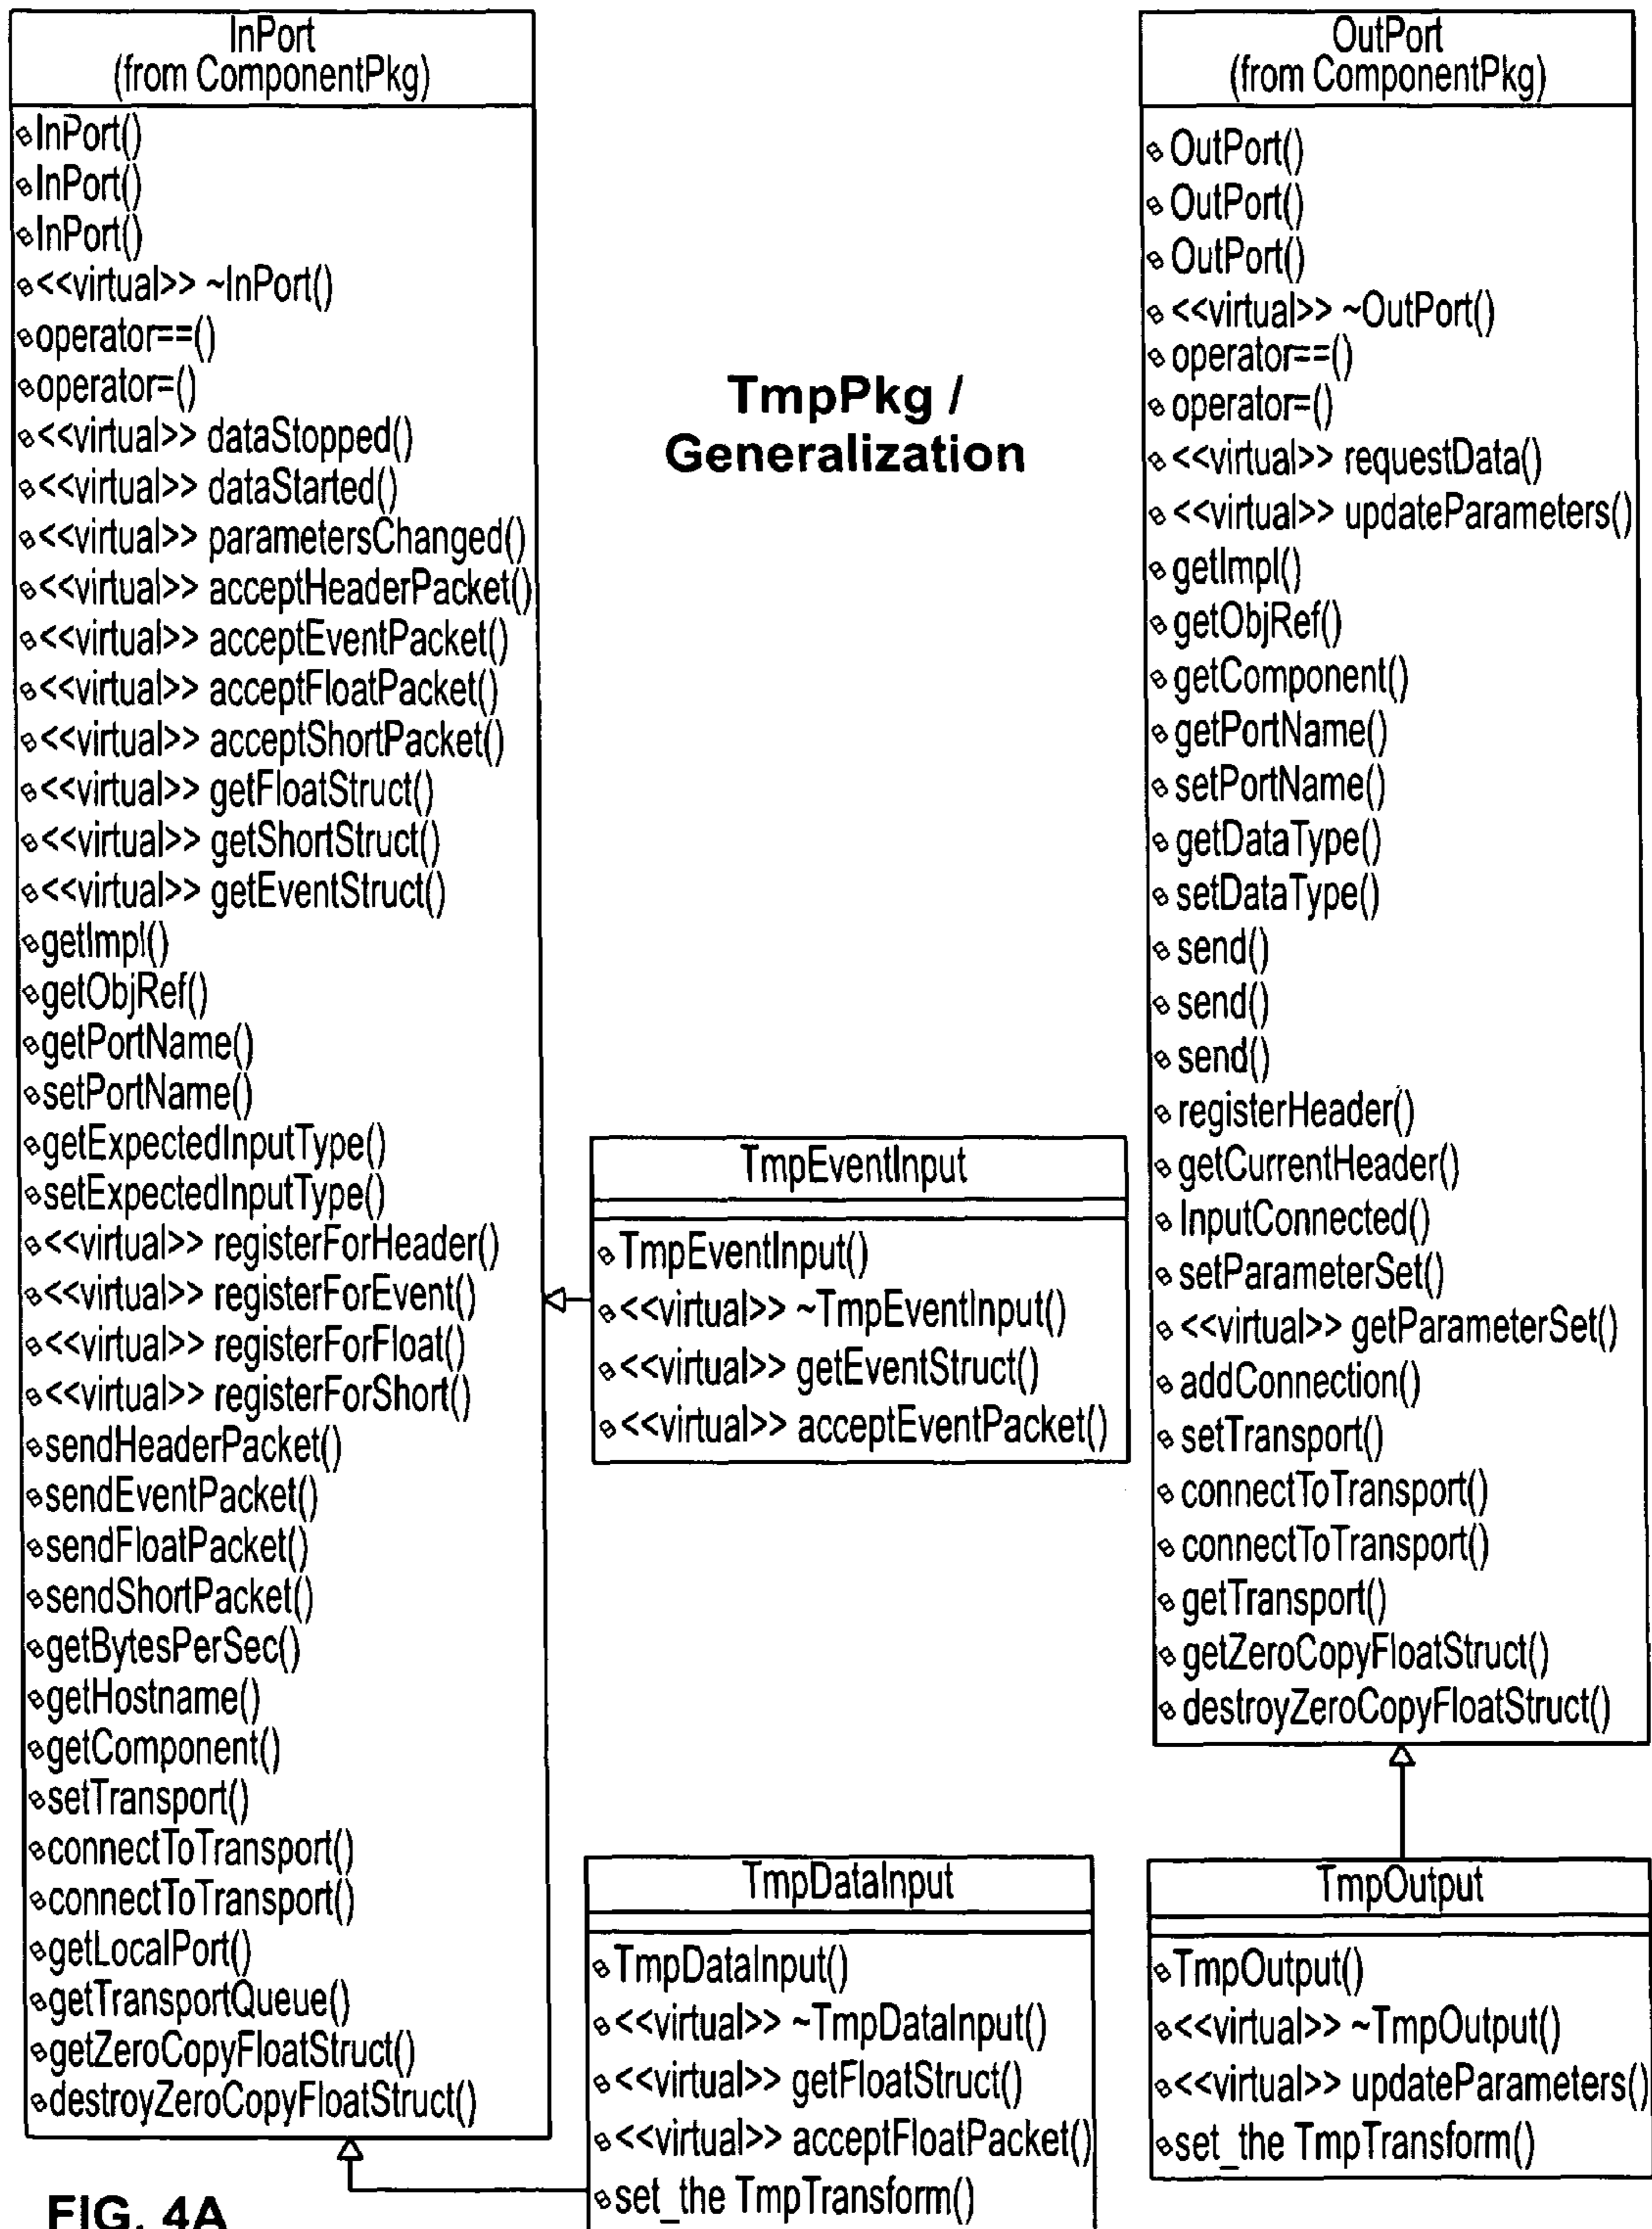 InPort
(from ComponentPkg)
InPort()
InPort()
InPort()
<<virtual>> ~InPort()
operator==()
operator=()
<<virtual>> dataStopped()
<<virtual>> dataStarted()
<<virtual>> parametersChanged()
<<virtual>> acceptHeaderPacket()
<<virtual>> acceptEventPacket()
<<virtual>> acceptFloatPacket()
<<virtual>> acceptShortPacket()
<<virtual>> getFloatStruct()
<<virtual>> getShortStruct()
<<virtual>> getEventStruct()
getImpl()
getObjRef()
getPortName()
setPortName()
getExpectedInputType()
setExpectedInputType()
<<virtual>> registerForHeader()
<<virtual>> registerForEvent()
<<virtual>> registerForFloat()
<<virtual>> registerForShort()
sendHeaderPacket()
sendEventPacket()
sendFloatPacket()
sendShortPacket()
getBytesPerSec()
getHostname()
getComponent()
setTransport()
connectToTransport()
connectToTransport()
getLocalPort()
getTransportQueue()
getZeroCopyFloatStruct()
destroyZeroCopyFloatStruct()
TmpPkg /
Generalization
TmpEventInput
TmpEventInput()
<<virtual>> ~TmpEventInput()
<<virtual>> getEventStruct()
<<virtual>> acceptEventPacket()
TmpDataInput
TmpDataInput()
<<virtual>> ~TmpDataInput()
<<virtual>> getFloatStruct()
<<virtual>> acceptFloatPacket()
set_the TmpTransform()
OutPort
(from ComponentPkg)
OutPort()
OutPort()
OutPort()
<<virtual>> ~OutPort()
operator==()
operator=()
<<virtual>> requestData()
<<virtual>> updateParameters()
getImpl()
getObjRef()
getComponent()
getPortName()
setPortName()
getDataType()
setDataType()
send()
send()
send()
registerHeader()
getCurrentHeader()
InputConnected()
setParameterSet()
<<virtual>> getParameterSet()
addConnection()
setTransport()
connectToTransport()
connectToTransport()
getTransport()
getZeroCopyFloatStruct()
destroyZeroCopyFloatStruct()
TmpOutput
TmpOutput()
<<virtual>> ~TmpOutput()
<<virtual>> updateParameters()
set_the TmpTransform()
FIG. 4A